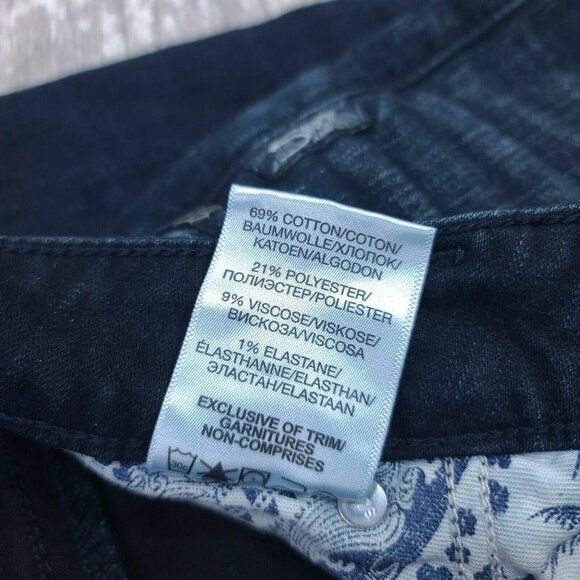 69% COTTON/COTON/
BAUMWOLLE/ХЛОПОК/
KATOEN/ALGODON
21% POLYESTER/
ПОЛИЭСТЕР/POLIESTER
9% VISCOSE/VISKOSE/
ВИСКОЗА/VISCOSA
1% ELASTANE/
ÉLASTHANNE/ELASTHAN/
ЭЛАСТАН/ELASTAAN
EXCLUSIVE OF TRIM/
GARNITURES
NON-COMPRISES